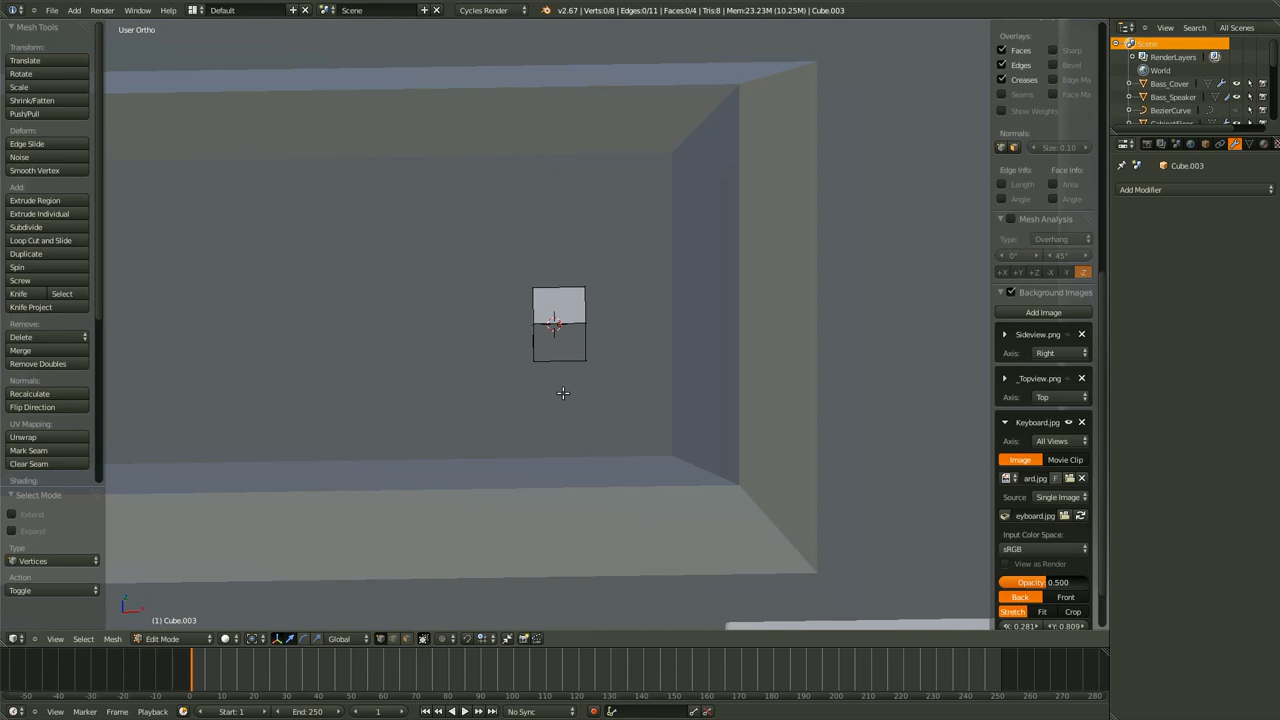 File Add Render Help Default Scene Cycles Render v2.67 | Verts:0/8 | Edges:0/11 | Faces:0/4 | Tris:8 | Mem:23.23M (10.25M) | Cube.003
Mesh Tools
Transform:
Translate
Rotate
Scale
Shrink/Fatten
Push/Pull
Deform:
Edge Slide
Noise
Smooth Vertex
Add:
Extrude Region
Extrude Individual
Subdivide
Loop Cut and Slide
Duplicate
Spin
Screw
Knife Select
Knife Project
Remove:
Delete
Merge
Remove Doubles
Normals:
Recalculate
Flip Direction
UV Mapping:
Unwrap
Mark Seam
Clear Seam
Shading:
Select Mode
Extend
Expand
Type
Vertices
Action
Toggle
User Ortho
(1) Cube.003
Overlays:
Faces Sharp
Edges Bevel
Creases Edge Ma
Seams Face Ma
Show Weights
Normals:
Size: 0.10
Edge Info: Face Info:
Length Area
Angle Angle
Mesh Analysis
Type: Overhang
0° 45°
+X +Y +Z -X -Y -Z
Background Images
Add Image
Sideview.png
Axis: Right
_Topview.png
Axis: Top
Keyboard.jpg
Axis: All Views
Image Movie Clip
ard.jpg F
Source Single Image
eyboard.jpg
Input Color Space:
sRGB
View as Render
Opacity: 0.500
Back Front
Stretch Fit Crop
X: 0.281 Y: 0.809
View Search All Scenes
Scene
RenderLayers
World
Bass_Cover
Bass_Speaker
BezierCurve
Cube.003
Add Modifier
View Select Mesh Edit Mode Global
-50 -40 -30 -20 -10 0 10 20 30 40 50 60 70 80 90 100 110 120 130 140 150 160 170 180 190 200 210 220 230 240 250 260 270 280
View Marker Frame Playback Start: 1 End: 250 1 No Sync